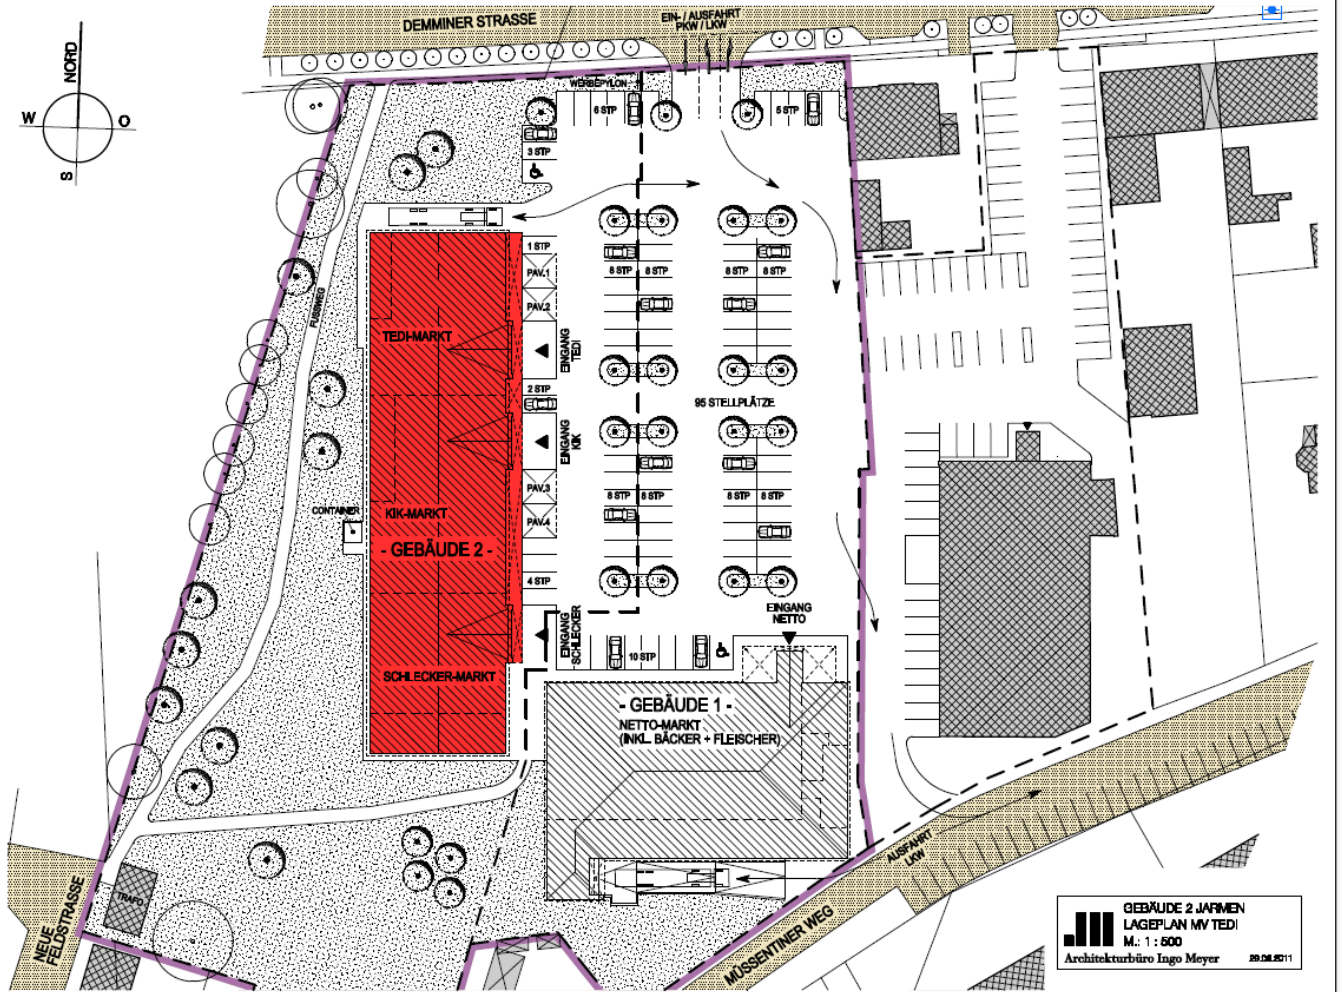 DEMMINER STRASSE
EIN- / AUSFAHRT
PKW / LKW
NORD
W
O
S
WERBEPYLON
6 STP
5 STP
3 STP
1 STP
PAV.1
PAV.2
8 STP
8 STP
8 STP
8 STP
FUSSWEG
TEDI-MARKT
EINGANG
TEDI
2 STP
95 STELLPLÄTZE
EINGANG
KIK
PAV.3
PAV.4
8 STP
8 STP
8 STP
8 STP
CONTAINER
KIK-MARKT
- GEBÄUDE 2 -
4 STP
EINGANG
SCHLECKER
EINGANG
NETTO
10 STP
SCHLECKER-MARKT
- GEBÄUDE 1 -
NETTO-MARKT
(INKL. BÄCKER + FLEISCHER)
AUSFAHRT
LKW
TRAFO
NEUE
FELDSTRASSE
MÜSSENTINER WEG
GEBÄUDE 2 JARMEN
LAGEPLAN MV TEDI
M.: 1 : 500
Architekturbüro Ingo Meyer